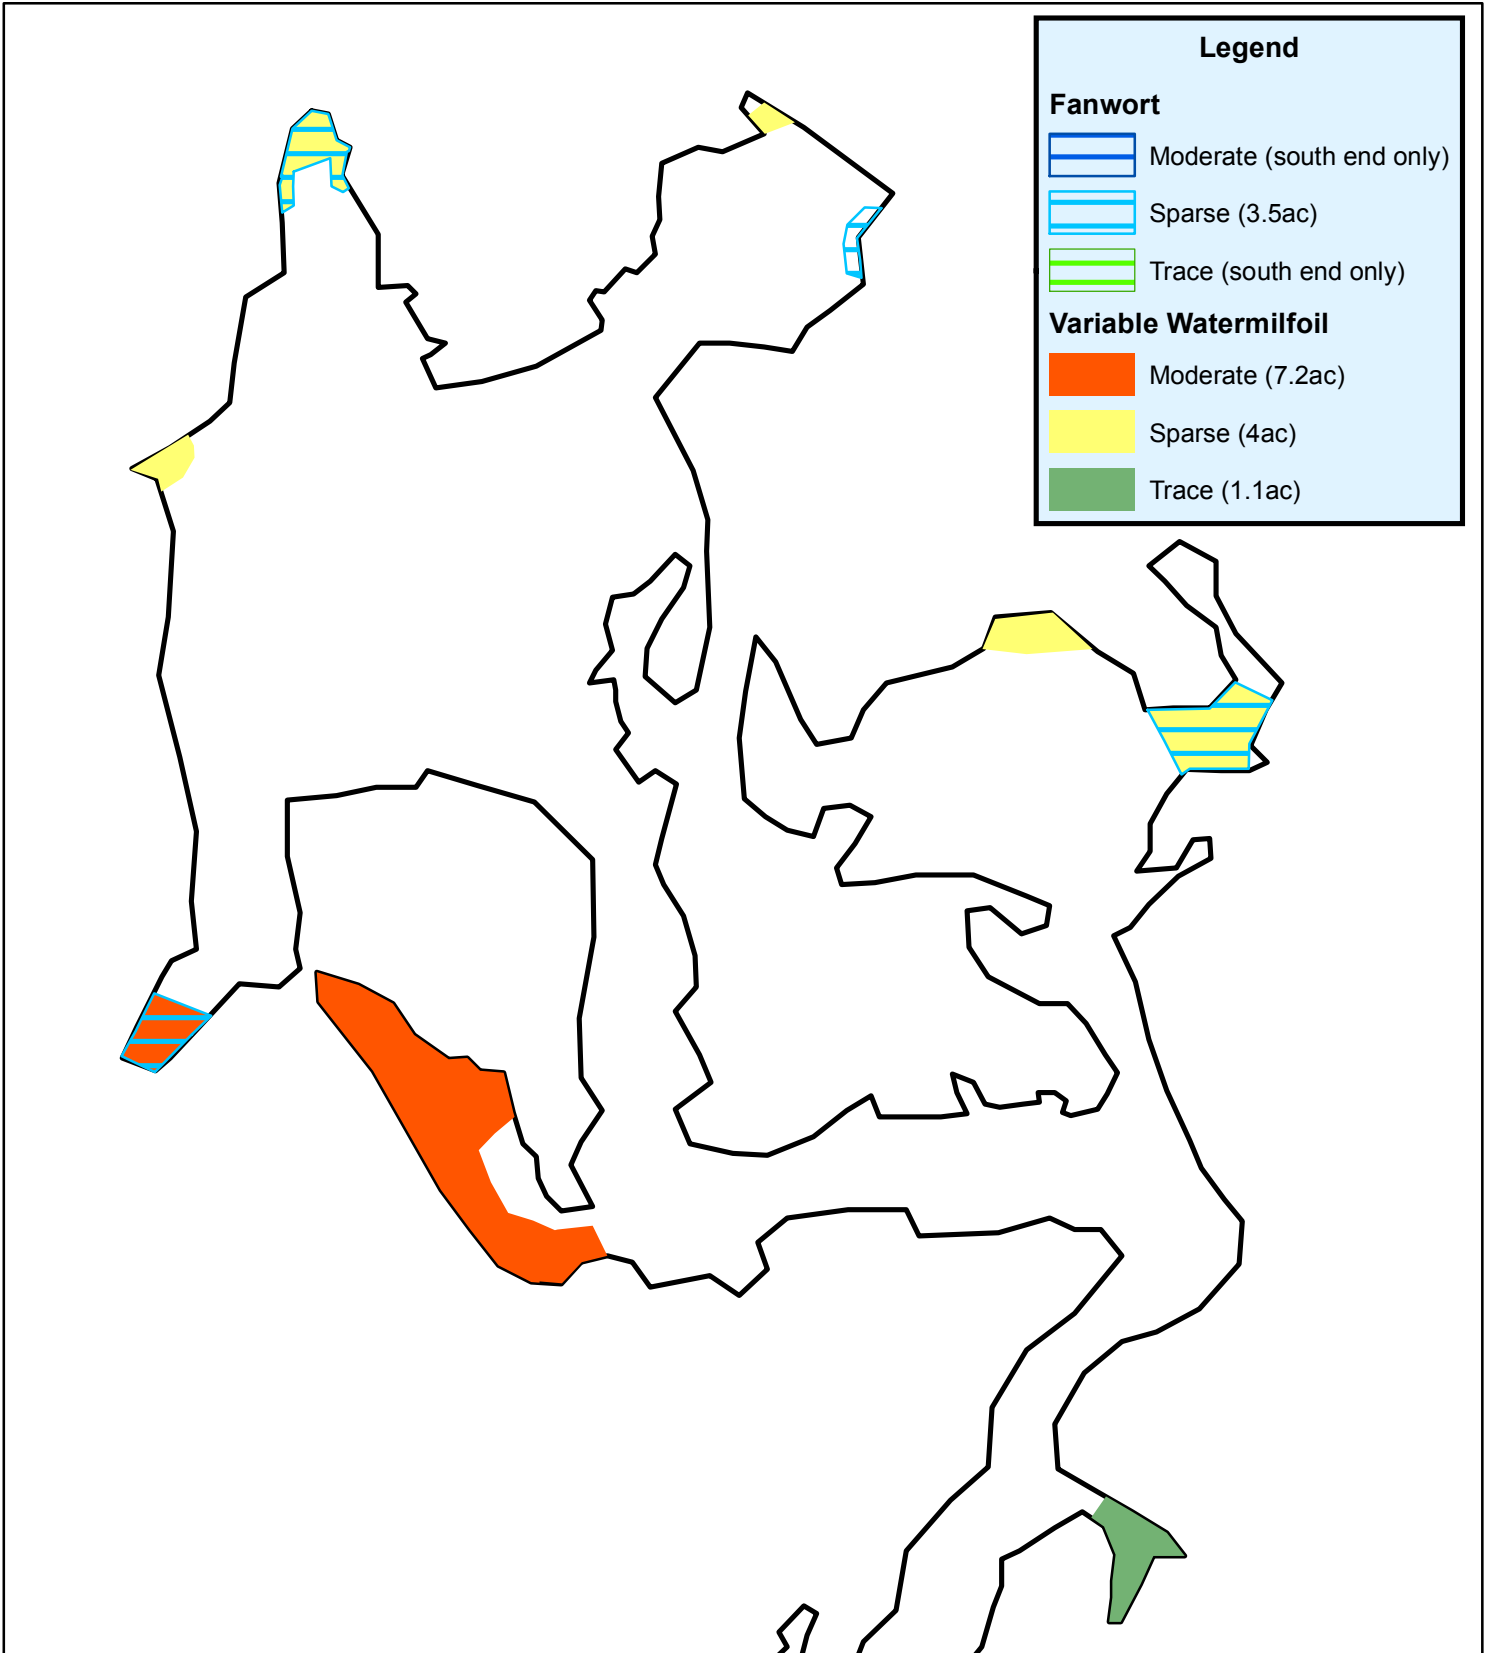 Legend
Fanwort
Moderate (south end only)
Sparse (3.5ac)
Trace (south end only)
Variable Watermilfoil
Moderate (7.2ac)
Sparse (4ac)
Trace (1.1ac)